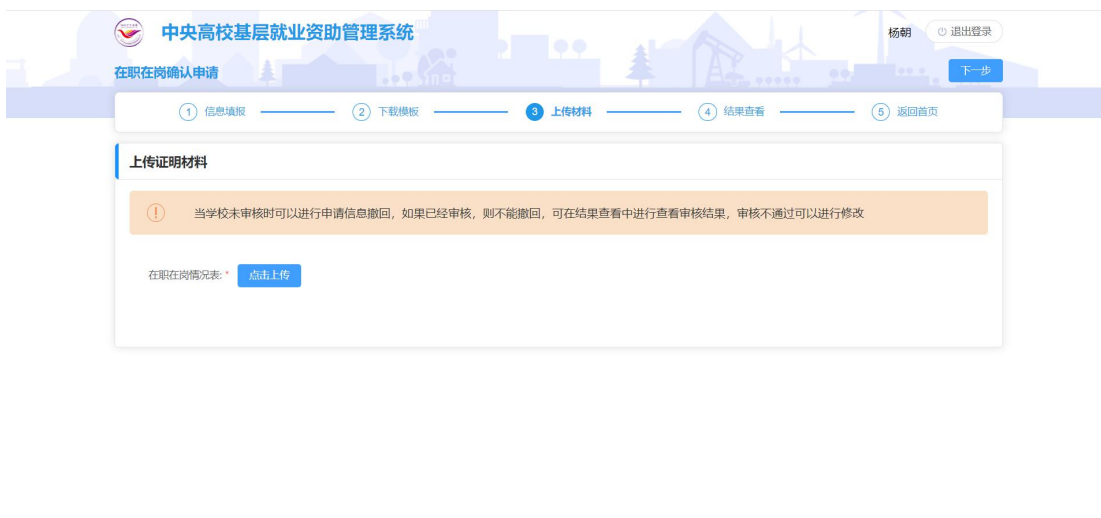 中央高校基层就业资助管理系统
杨朝 退出登录
在职在岗确认申请 下一步
1 信息填报 2 下载模板 3 上传材料 4 结果查看 5 返回首页
上传证明材料
当学校未审核时可以进行申请信息撤回，如果已经审核，则不能撤回，可在结果查看中进行查看审核结果，审核不通过可以进行修改
在职在岗情况表: * 点击上传